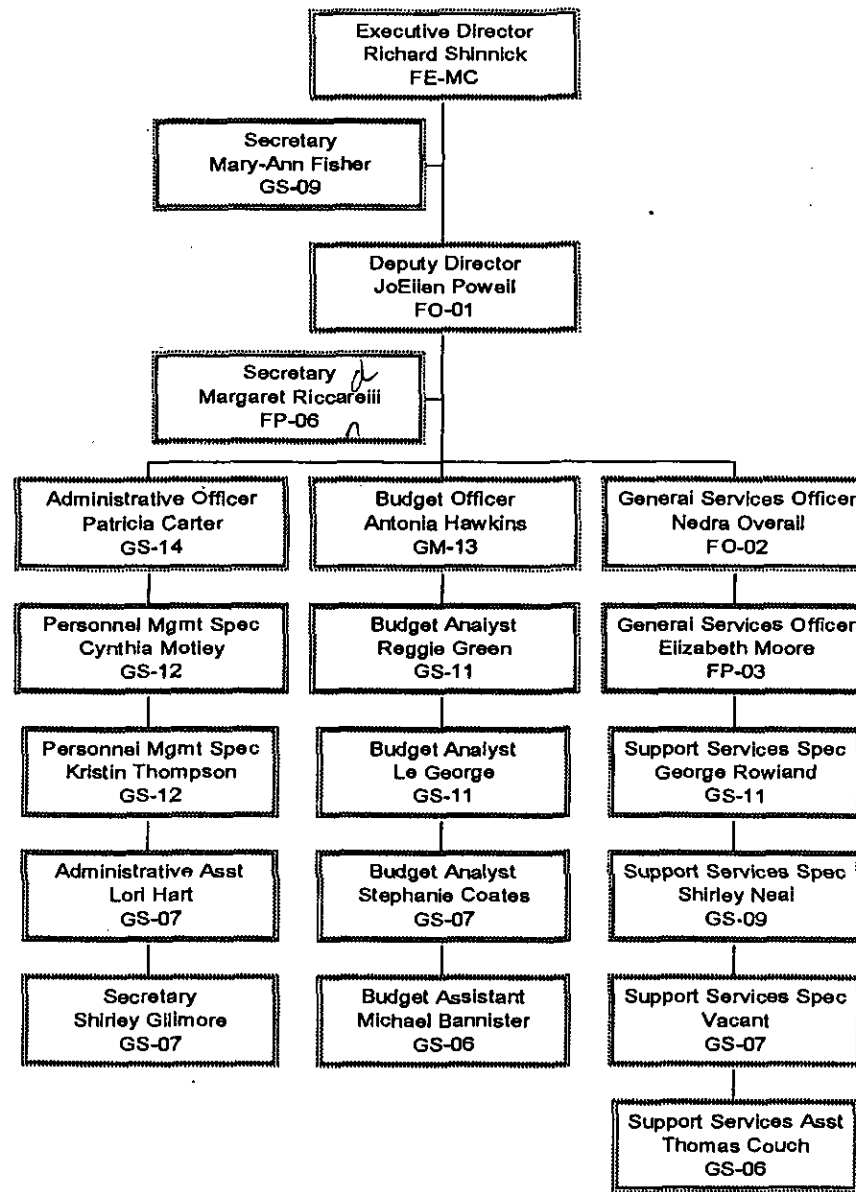 Executive Director
Richard Shinnick
FE-MC
Secretary
Mary-Ann Fisher
GS-09
Deputy Director
JoEllen Powell
FO-01
Secretary
Margaret Riccareiii
FP-06
Administrative Officer
Patricia Carter
GS-14
Personnel Mgmt Spec
Cynthia Motley
GS-12
Personnel Mgmt Spec
Kristin Thompson
GS-12
Administrative Asst
Lori Hart
GS-07
Secretary
Shirley Gillmore
GS-07
Budget Officer
Antonia Hawkins
GM-13
Budget Analyst
Reggie Green
GS-11
Budget Analyst
Le George
GS-11
Budget Analyst
Stephanie Coates
GS-07
Budget Assistant
Michael Bannister
GS-06
General Services Officer
Nedra Overall
FO-02
General Services Officer
Elizabeth Moore
FP-03
Support Services Spec
George Rowland
GS-11
Support Services Spec
Shirley Neal
GS-09
Support Services Spec
Vacant
GS-07
Support Services Asst
Thomas Couch
GS-06